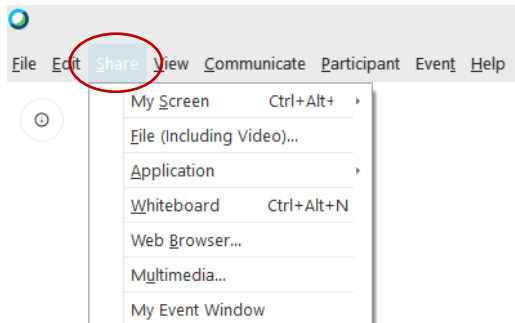 File Edit Share View Communicate Participant Event Help
My Screen Ctrl+Alt+
File (Including Video)...
Application
Whiteboard Ctrl+Alt+N
Web Browser...
Multimedia...
My Event Window